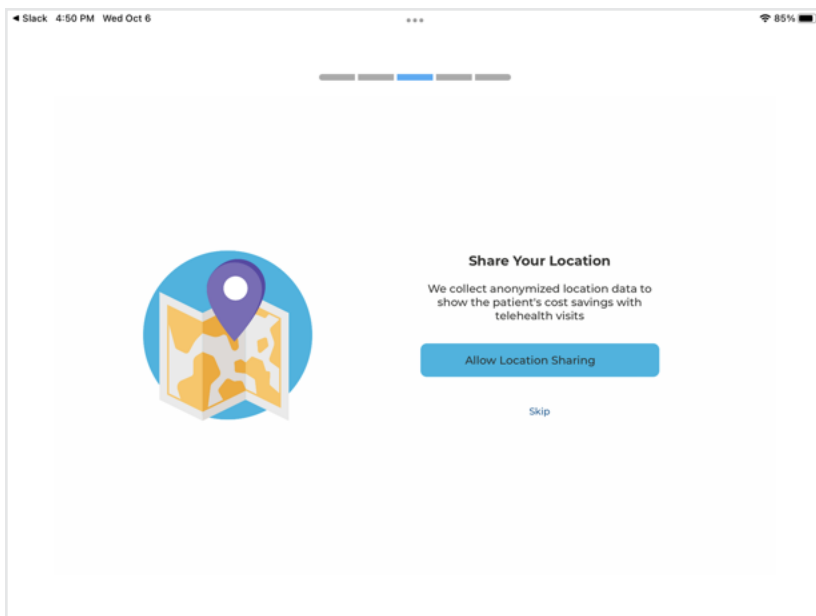 ◀ Slack 4:50 PM Wed Oct 6
85%
Share Your Location
We collect anonymized location data to
show the patient's cost savings with
telehealth visits
Allow Location Sharing
Skip